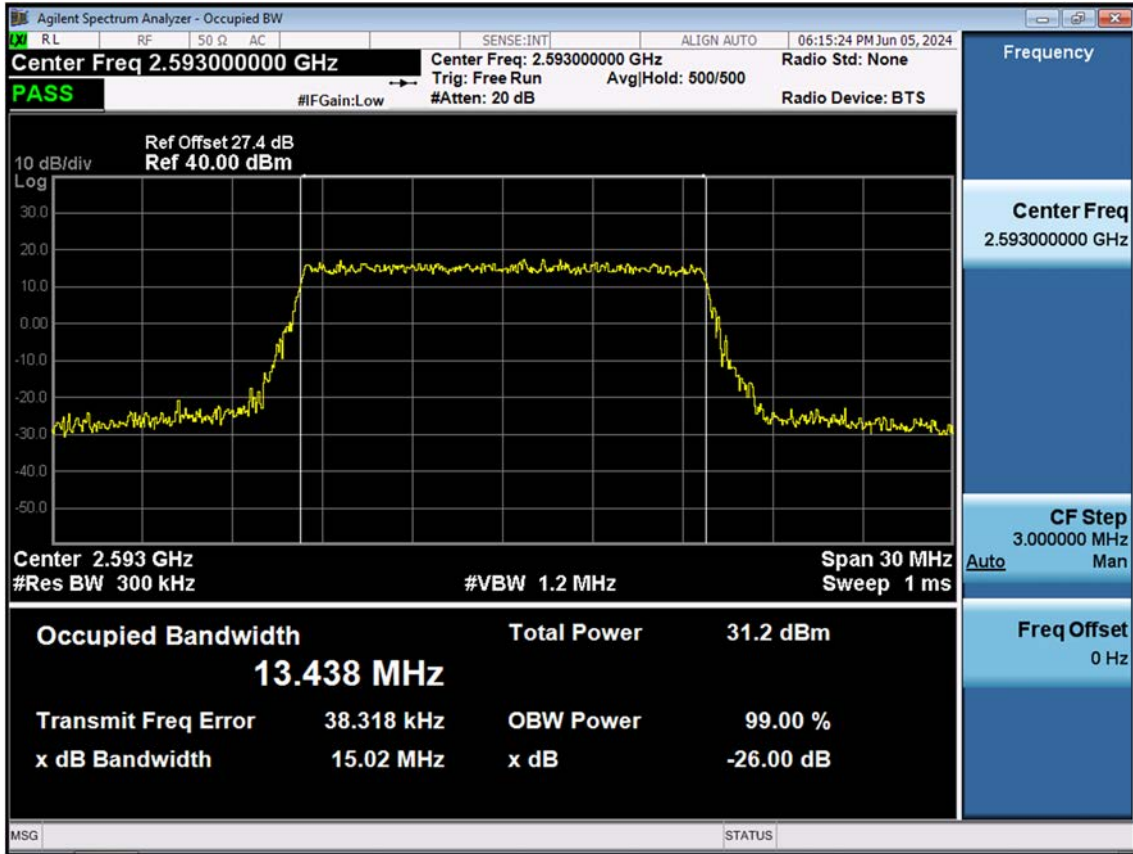 Agilent Spectrum Analyzer - Occupied BW
LXI RL RF 50 Ω AC SENSE:INT ALIGN AUTO 06:15:24 PM Jun 05, 2024
Center Freq 2.593000000 GHz
PASS
#IFGain:Low
Center Freq: 2.593000000 GHz
Trig: Free Run Avg|Hold: 500/500
#Atten: 20 dB
Radio Std: None
Radio Device: BTS
Ref Offset 27.4 dB
10 dB/div Ref 40.00 dBm
Log
30.0
20.0
10.0
0.00
-10.0
-20.0
-30.0
-40.0
-50.0
Center 2.593 GHz Span 30 MHz
#Res BW 300 kHz #VBW 1.2 MHz Sweep 1 ms
Occupied Bandwidth Total Power 31.2 dBm
13.438 MHz
Transmit Freq Error 38.318 kHz OBW Power 99.00 %
x dB Bandwidth 15.02 MHz x dB -26.00 dB
MSG STATUS
Frequency
Center Freq
2.593000000 GHz
CF Step
3.000000 MHz
Auto Man
Freq Offset
0 Hz